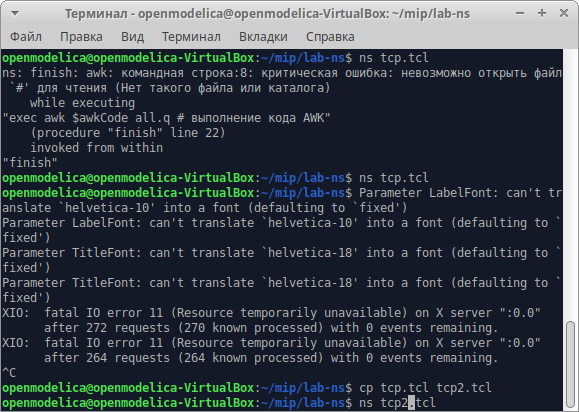 Терминал - openmodelica@openmodelica-VirtualBox: ~/mip/lab-ns
Файл Правка Вид Терминал Вкладки Справка
openmodelica@openmodelica-VirtualBox:~/mip/lab-ns$ ns tcp.tcl
ns: finish: awk: командная строка:8: критическая ошибка: невозможно открыть файл
`#' для чтения (Нет такого файла или каталога)
    while executing
"exec awk $awkCode all.q # выполнение кода AWK"
    (procedure "finish" line 22)
    invoked from within
"finish"
openmodelica@openmodelica-VirtualBox:~/mip/lab-ns$ ns tcp.tcl
openmodelica@openmodelica-VirtualBox:~/mip/lab-ns$ Parameter LabelFont: can't tr
anslate `helvetica-10' into a font (defaulting to `fixed')
Parameter LabelFont: can't translate `helvetica-10' into a font (defaulting to `
fixed')
Parameter TitleFont: can't translate `helvetica-18' into a font (defaulting to `
fixed')
Parameter TitleFont: can't translate `helvetica-18' into a font (defaulting to `
fixed')
XIO:  fatal IO error 11 (Resource temporarily unavailable) on X server ":0.0"
      after 272 requests (270 known processed) with 0 events remaining.
XIO:  fatal IO error 11 (Resource temporarily unavailable) on X server ":0.0"
      after 264 requests (264 known processed) with 0 events remaining.
^C
openmodelica@openmodelica-VirtualBox:~/mip/lab-ns$ cp tcp.tcl tcp2.tcl
openmodelica@openmodelica-VirtualBox:~/mip/lab-ns$ ns tcp2.tcl